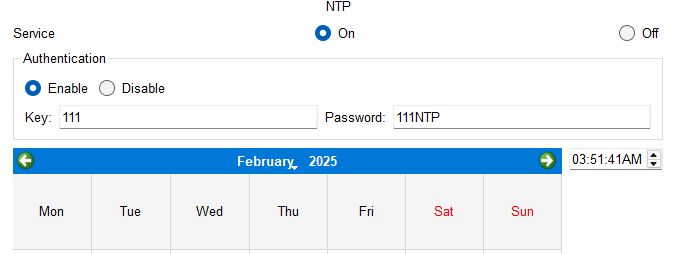 NTP
Service On Off
Authentication
Enable Disable
Key: 111 Password: 111NTP
February 2025 03:51:41AM
Mon Tue Wed Thu Fri Sat Sun